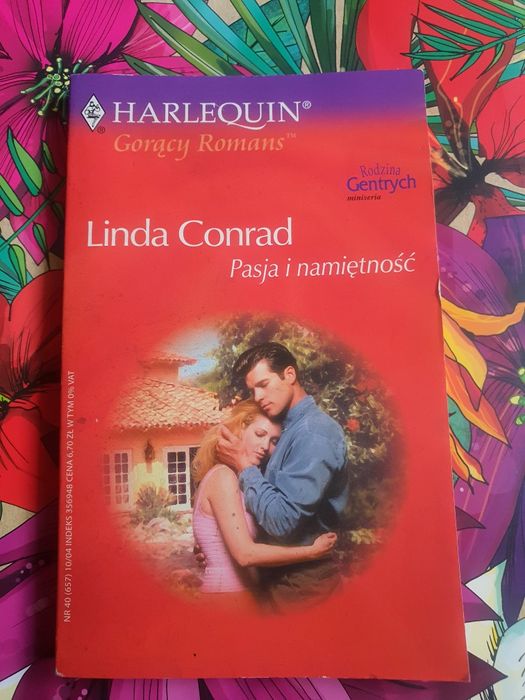 HARLEQUIN®
Gorący Romans™
Rodzina
Gentrych
miniseria
Linda Conrad
Pasja i namiętność
NR 40 (657) 10/04 INDEKS 356948 CENA 6,70 ZŁ W TYM 0% VAT